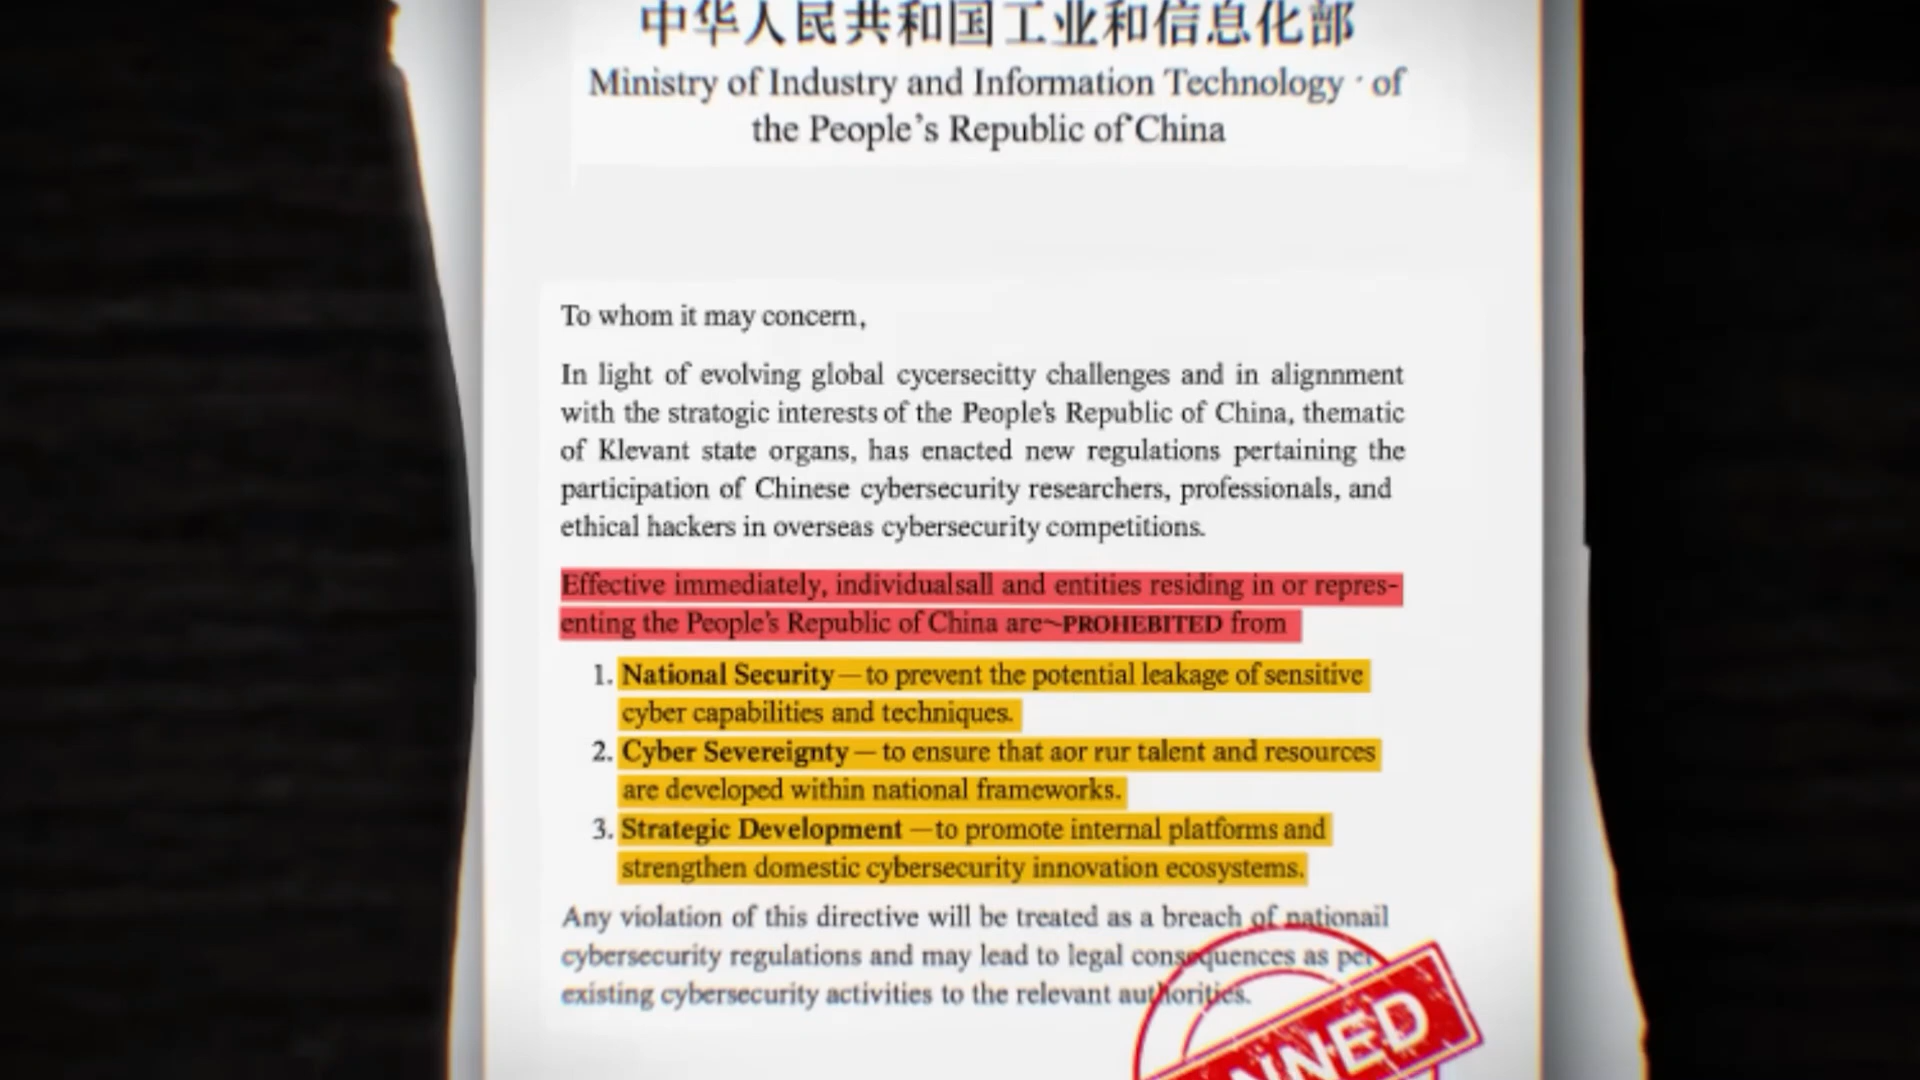 中华人民共和国工业和信息化部
Ministry of Industry and Information Technology · of
the People’s Republic of China
To whom it may concern,
In light of evolving global cycersecitty challenges and in alignnment
with the stratogic interests of the People’s Republic of China, thematic
of Klevant state organs, has enacted new regulations pertaining the
participation of Chinese cybersecurity researchers, professionals, and
ethical hackers in overseas cybersecurity competitions.
Effective immediately, individualsall and entities residing in or repres-
enting the People’s Republic of China are~PROHEBITED from
1. National Security — to prevent the potential leakage of sensitive
cyber capabilities and techniques.
2. Cyber Severeignty — to ensure that aor rur talent and resources
are developed within national frameworks.
3. Strategic Development — to promote internal platforms and
strengthen domestic cybersecurity innovation ecosystems.
Any violation of this directive will be treated as a breach of nationail
cybersecurity regulations and may lead to legal consequences as per
existing cybersecurity activities to the relevant authorities.